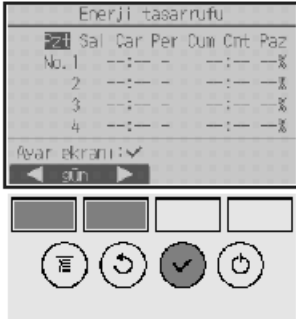 Enerji tasarrufu
Pzt Sal Çar Per Cum Cmt Paz
No. 1 --:-- - --:-- --%
2 --:-- - --:-- --%
3 --:-- - --:-- --%
4 --:-- - --:-- --%
Ayar ekranı:✓
◀ gün ▶